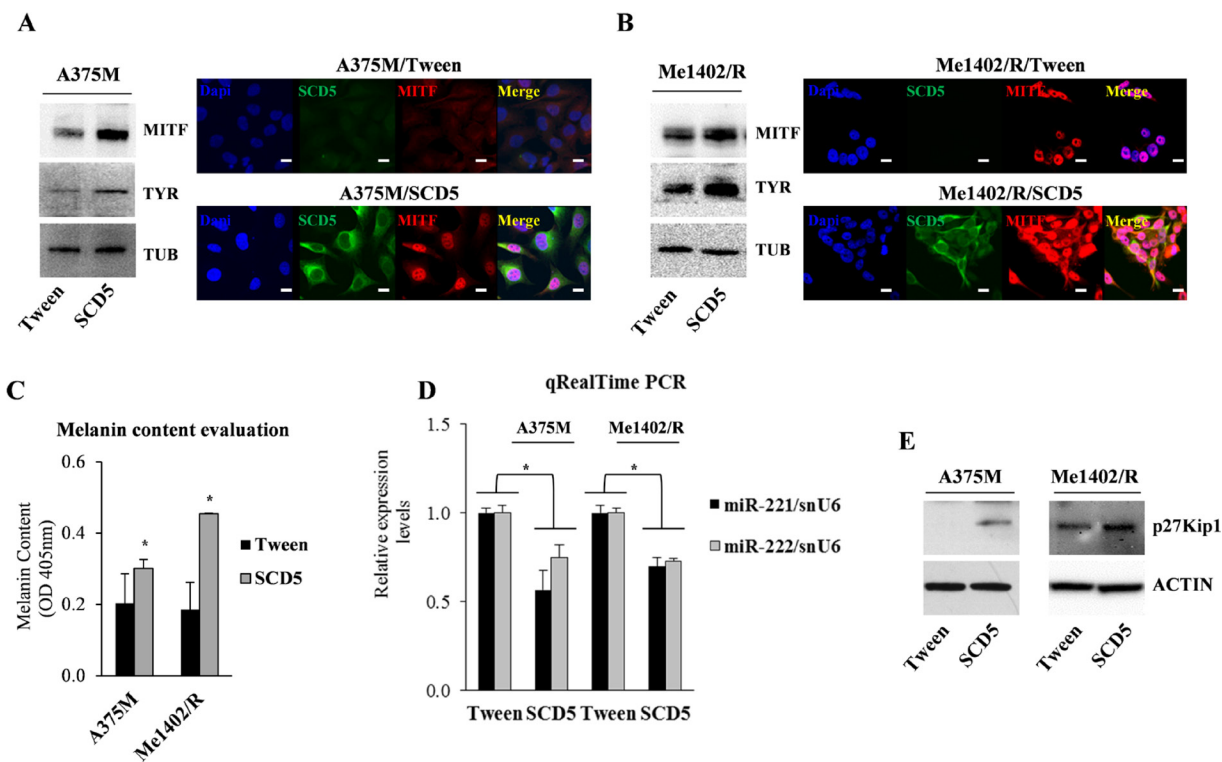 A
A375M
MITF
TYR
TUB
Tween
SCD5
A375M/Tween
Dapi
SCD5
MITF
Merge
A375M/SCD5
Dapi
SCD5
MITF
Merge
B
Me1402/R
MITF
TYR
TUB
Tween
SCD5
Me1402/R/Tween
Dapi
SCD5
MITF
Merge
Me1402/R/SCD5
Dapi
SCD5
MITF
Merge
C
Melanin content evaluation
Melanin Content
(OD 405nm)
0.6
0.4
0.2
0.0
*
*
A375M
Me1402/R
Tween
SCD5
D
qRealTime PCR
Relative expression
levels
1.5
1.0
0.5
0.0
A375M
Me1402/R
*
*
Tween SCD5 Tween SCD5
miR-221/snU6
miR-222/snU6
E
A375M
Me1402/R
p27Kip1
ACTIN
Tween
SCD5
Tween
SCD5